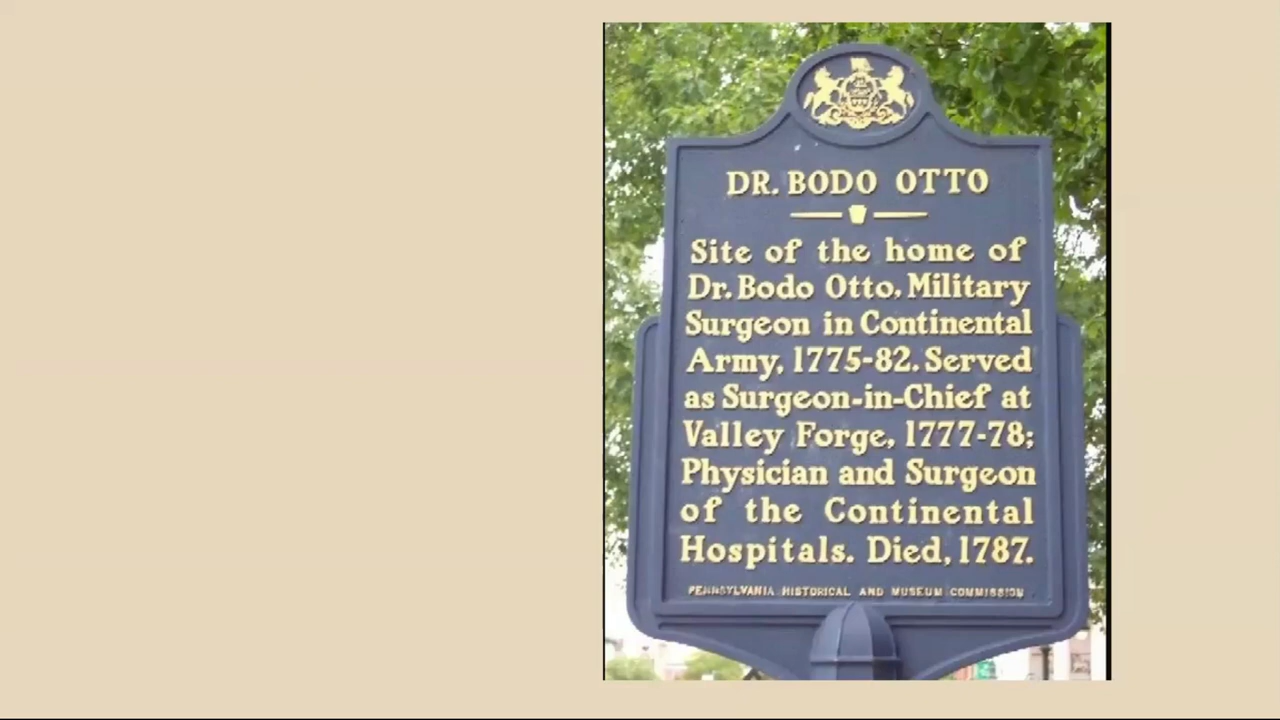 DR. BODO OTTO
Site of the home of
Dr. Bodo Otto, Military
Surgeon in Continental
Army, 1775-82. Served
as Surgeon-in-Chief at
Valley Forge, 1777-78;
Physician and Surgeon
of the Continental
Hospitals. Died, 1787.
PENNSYLVANIA HISTORICAL AND MUSEUM COMMISSION